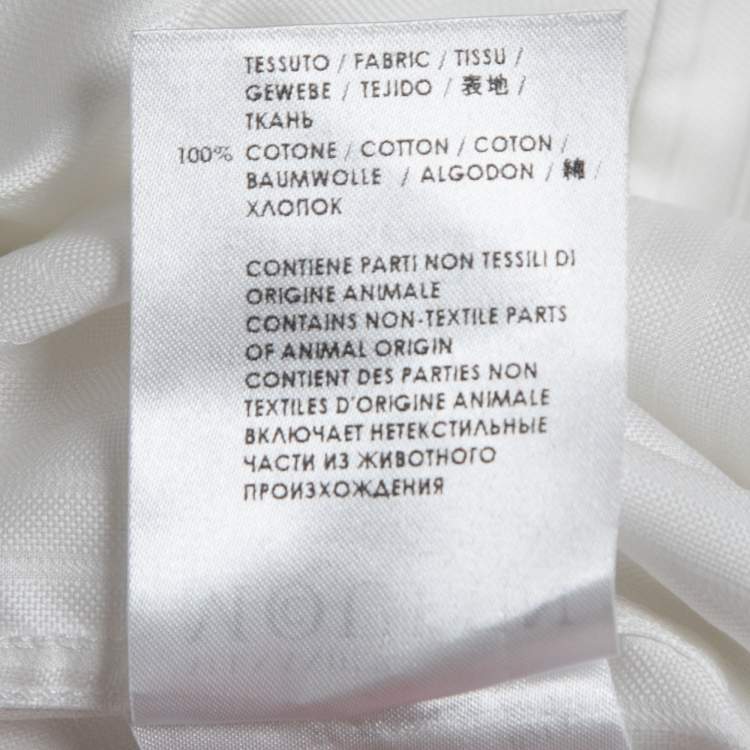 TESSUTO / FABRIC / TISSU /
GEWEBE / TEJIDO / 表地 /
ТКАНЬ
100% COTONE / COTTON / COTON /
BAUMWOLLE / ALGODON / 綿 /
ХЛОПОК
CONTIENE PARTI NON TESSILI DI
ORIGINE ANIMALE
CONTAINS NON-TEXTILE PARTS
OF ANIMAL ORIGIN
CONTIENT DES PARTIES NON
TEXTILES D'ORIGINE ANIMALE
ВКЛЮЧАЕТ НЕТЕКСТИЛЬНЫЕ
ЧАСТИ ИЗ ЖИВОТНОГО
ПРОИЗХОЖДЕНИЯ